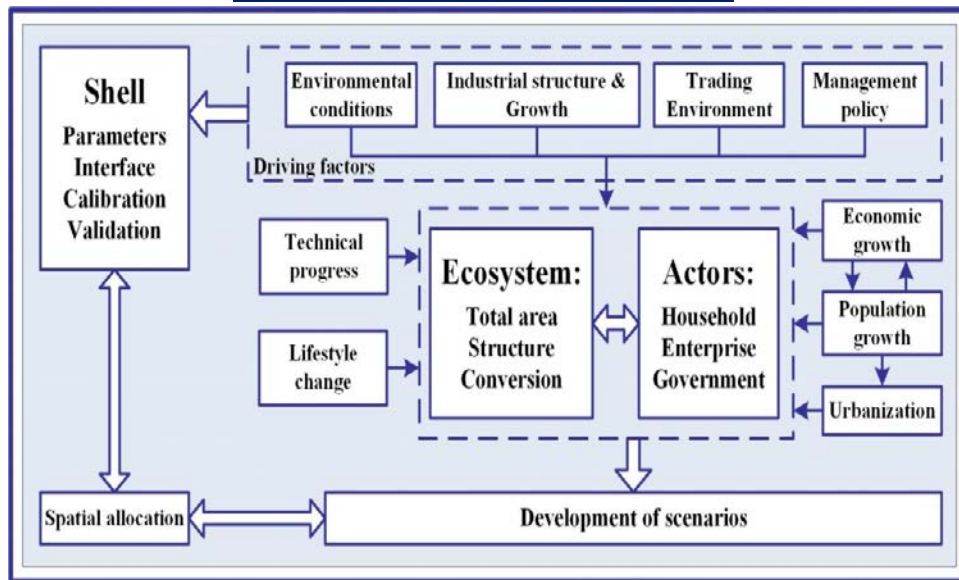 Shell
Parameters
Interface
Calibration
Validation
Environmental
conditions
Industrial structure &
Growth
Trading
Environment
Management
policy
Driving factors
Technical
progress
Lifestyle
change
Ecosystem:
Total area
Structure
Conversion
Actors:
Household
Enterprise
Government
Economic
growth
Population
growth
Urbanization
Spatial allocation
Development of scenarios